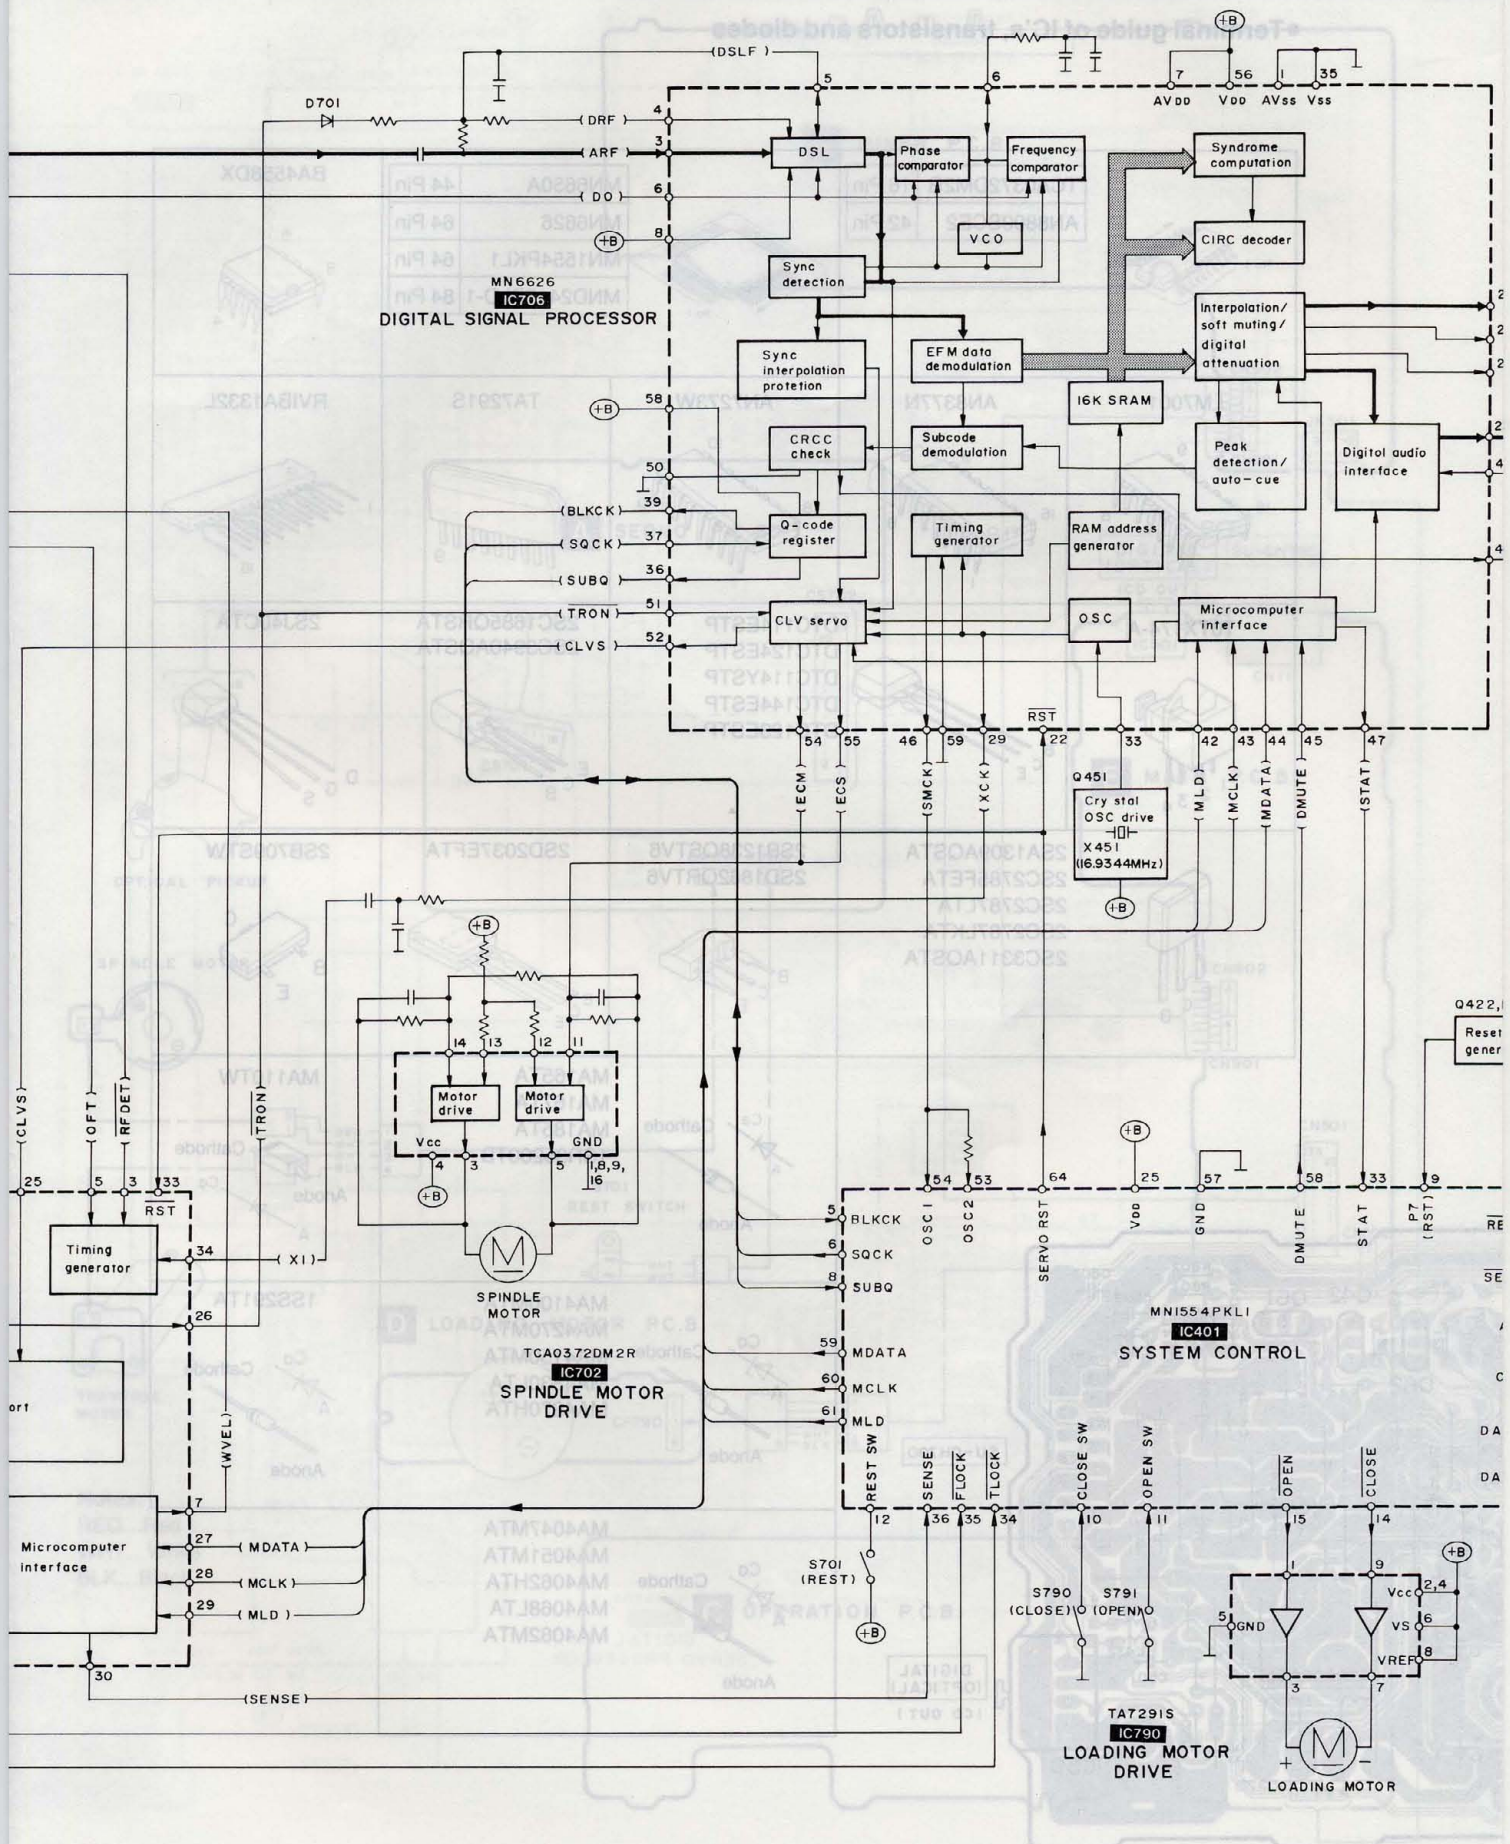 +B
(DSLF)
5
6
7
56
1
35
AVDD
VDD
AVss
Vss
D701
4
(DRF)
3
(ARF)
6
(DO)
8
+B
DSL
Phase
comparator
Frequency
comparator
Syndrome
computation
VCO
CIRC decoder
Sync
detection
MN6626
IC706
DIGITAL SIGNAL PROCESSOR
Interpolation/
soft muting/
digital
attenuation
2
2
2
Sync
interpolation
protetion
EFM data
demodulation
16K SRAM
58
+B
CRCC
check
Subcode
demodulation
Peak
detection/
auto-cue
Digitol audio
interface
2
4
50
39
(BLKCK)
37
(SQCK)
36
(SUBQ)
Q-code
register
Timing
generator
RAM address
generator
4
51
(TRON)
52
(CLVS)
CLV servo
OSC
Microcomputer
interface
RST
54
55
46
59
29
22
33
42
43
44
45
47
(ECM)
(ECS)
(SMCK)
(XCK)
(MLD)
(MCLK)
(MDATA)
(DMUTE)
(STAT)
Q451
Cry stal
OSC drive
X451
(16.9344MHz)
+B
+B
Q422,
Reset
gener
14
13
12
11
Motor
drive
Motor
drive
Vcc
GND
4
3
5
1,8,9,
16
+B
(CLVS)
(OFT)
(RFDET)
(TRON)
25
5
3
33
RST
Timing
generator
34
(XI)
26
M
SPINDLE
MOTOR
TCA0372DM2R
IC702
SPINDLE MOTOR
DRIVE
ort
(WVEL)
7
Microcomputer
interface
27
(MDATA)
28
(MCLK)
29
(MLD)
30
(SENSE)
+B
54
53
64
25
57
58
33
9
OSC1
OSC2
SERVO RST
VDD
GND
DMUTE
STAT
P7
(RST)
RE
SE
5
BLKCK
6
SQCK
8
SUBQ
MN1554PKL1
IC401
SYSTEM CONTROL
59
MDATA
60
MCLK
61
MLD
C
DA
DA
REST SW
SENSE
FLOCK
TLOCK
CLOSE SW
OPEN SW
OPEN
CLOSE
12
36
35
34
10
11
15
14
S701
(REST)
+B
S790
(CLOSE)
S791
(OPEN)
1
9
+B
Vcc
2,4
5
GND
VS
6
VREF
8
3
7
TA7291S
IC790
LOADING MOTOR
DRIVE
+
M
-
LOADING MOTOR